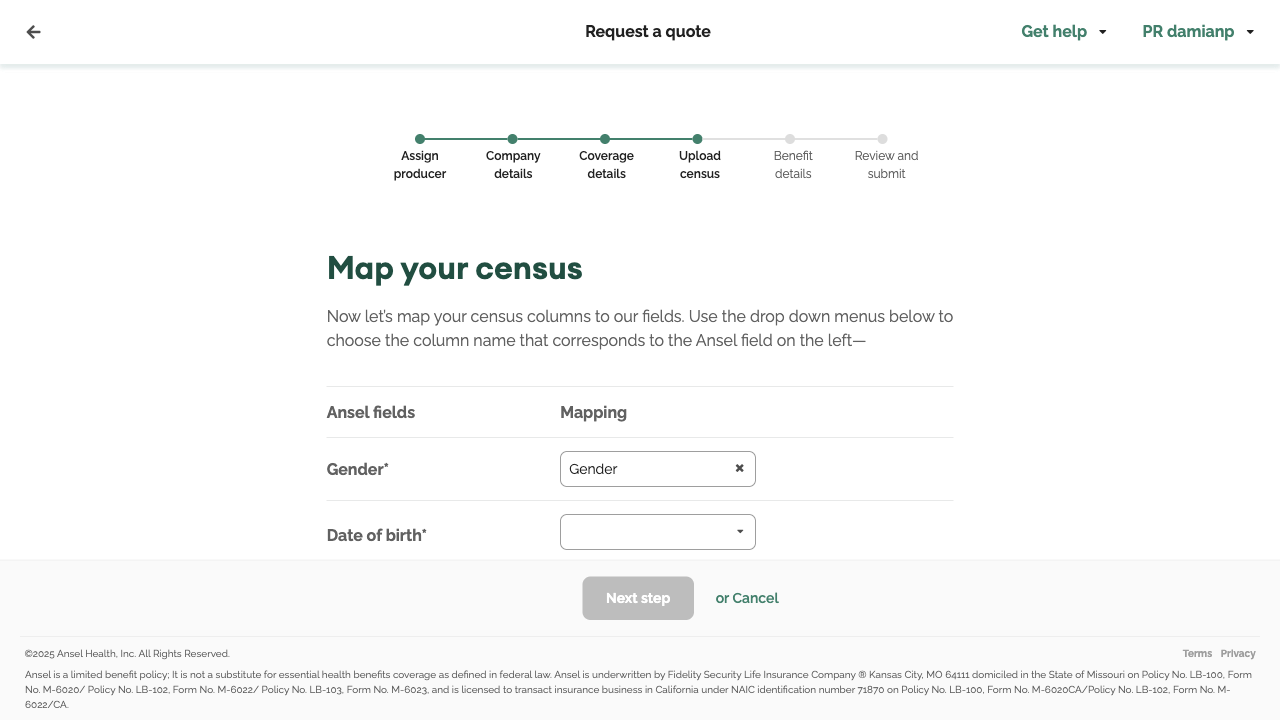 Request a quote
Get help
PR damianp
Assign
producer
Company
details
Coverage
details
Upload
census
Benefit
details
Review and
submit
Map your census
Now let's map your census columns to our fields. Use the drop down menus below to
choose the column name that corresponds to the Ansel field on the left—
Ansel fields
Mapping
Gender*
Gender
Date of birth*
Next step
or Cancel
©2025 Ansel Health, Inc. All Rights Reserved.
Terms
Privacy
Ansel is a limited benefit policy; It is not a substitute for essential health benefits coverage as defined in federal law. Ansel is underwritten by Fidelity Security Life Insurance Company ® Kansas City, MO 64111 domiciled in the State of Missouri on Policy No. LB-100, Form
No. M-6020/ Policy No. LB-102, Form No. M-6022/ Policy No. LB-103, Form No. M-6023, and is licensed to transact insurance business in California under NAIC identification number 71870 on Policy No. LB-100, Form No. M-6020CA/Policy No. LB-102, Form No. M-
6022/CA.